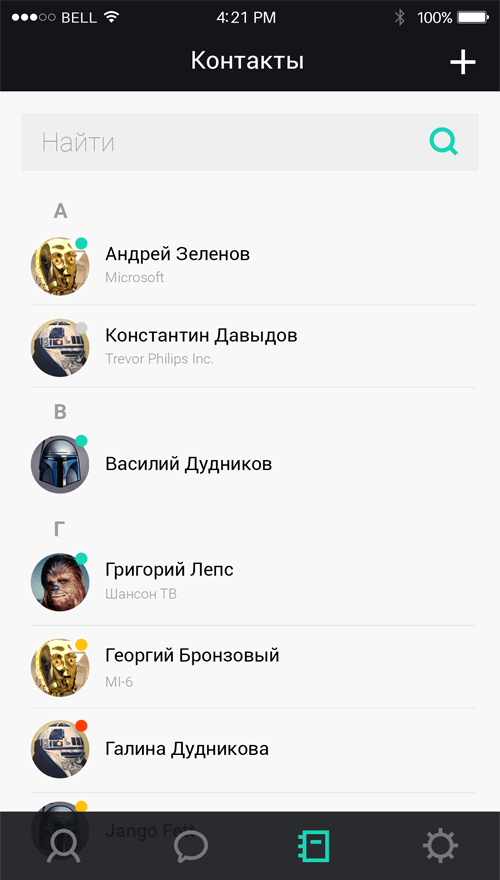 BELL 4:21 PM 100%
Контакты
Найти
А
Андрей Зеленов
Microsoft
Константин Давыдов
Trevor Philips Inc.
В
Василий Дудников
Г
Григорий Лепс
Шансон ТВ
Георгий Бронзовый
MI-6
Галина Дудникова
Jango Fett